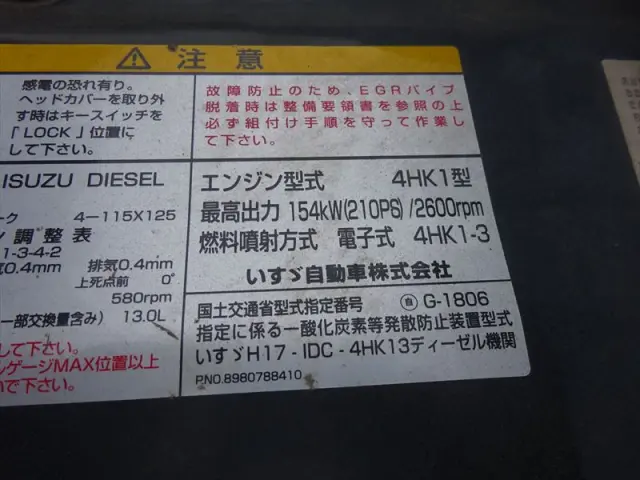 ⚠ 注意
感電の恐れ有り。
ヘッドカバーを取り外
す時はキースイッチを
「LOCK」位置に
して下さい。
故障防止のため、EGRパイプ
脱着時は整備要領書を参照の上
必ず組付け手順を守って作業し
て下さい。
ISUZU DIESEL
ーク 4-115X125
ン調整表
1-3-4-2
0.4mm 排気0.4mm
上死点前 0°
580rpm
一部交換量含み) 13.0L
して下さい。
ルゲージMAX位置以上
いで下さい。
エンジン型式 4HK1型
最高出力 154kW(210PS)/2600rpm
燃料噴射方式 電子式 4HK1-3
いすゞ自動車株式会社
国土交通省型式指定番号 自 G-1806
指定に係る一酸化炭素等発散防止装置型式
いすゞH17-IDC-4HK13ディーゼル機関
P.NO.8980788410